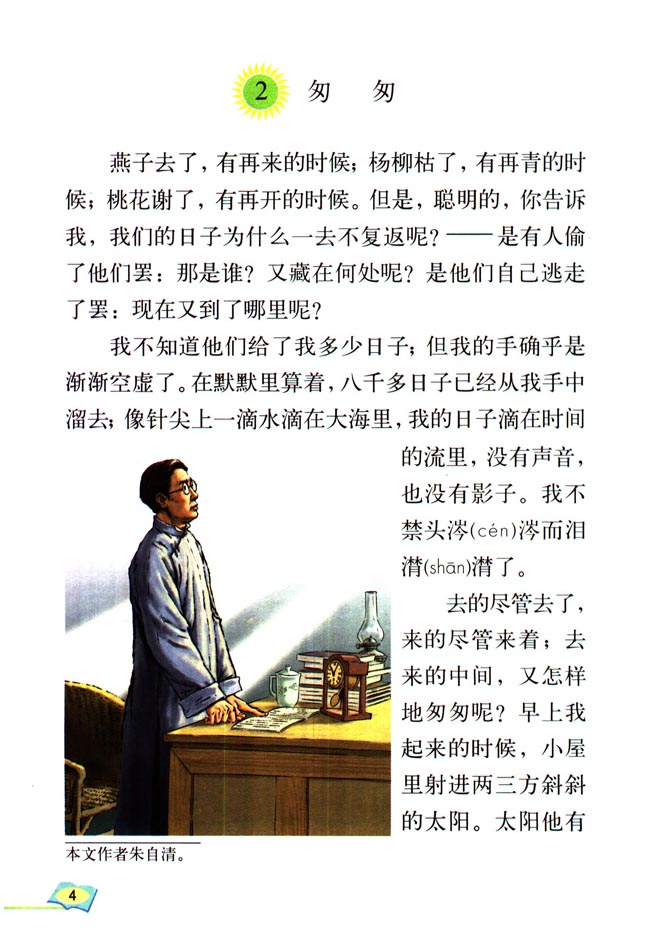 2 匆 匆
燕子去了，有再来的时候；杨柳枯了，有再青的时
候；桃花谢了，有再开的时候。但是，聪明的，你告诉
我，我们的日子为什么一去不复返呢？——是有人偷
了他们罢：那是谁？又藏在何处呢？是他们自己逃走
了罢：现在又到了哪里呢？
我不知道他们给了我多少日子；但我的手确乎是
渐渐空虚了。在默默里算着，八千多日子已经从我手中
溜去；像针尖上一滴水滴在大海里，我的日子滴在时间
的流里，没有声音，
也没有影子。我不
禁头涔(cén)涔而泪
潸(shān)潸了。
去的尽管去了，
来的尽管来着；去
来的中间，又怎样
地匆匆呢？早上我
起来的时候，小屋
里射进两三方斜斜
的太阳。太阳他有
本文作者朱自清。
4